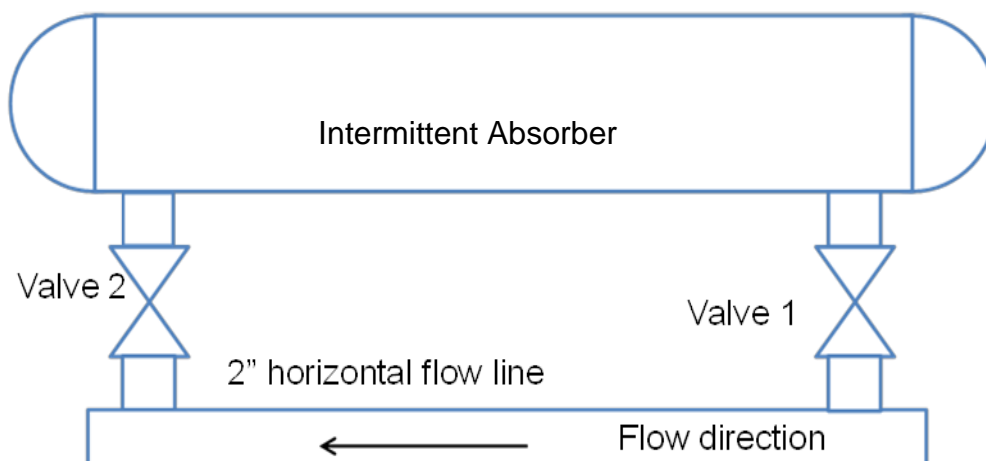 Intermittent Absorber
Valve 2
Valve 1
2” horizontal flow line
Flow direction